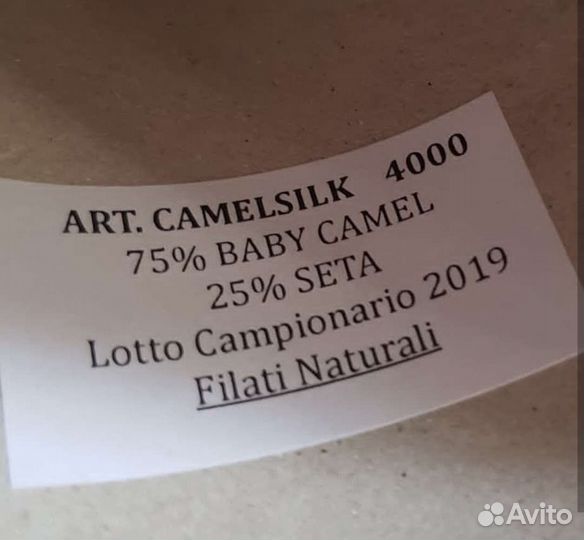 ART. CAMELSILK 4000
75% BABY CAMEL
25% SETA
Lotto Campionario 2019
Filati Naturali
Avito